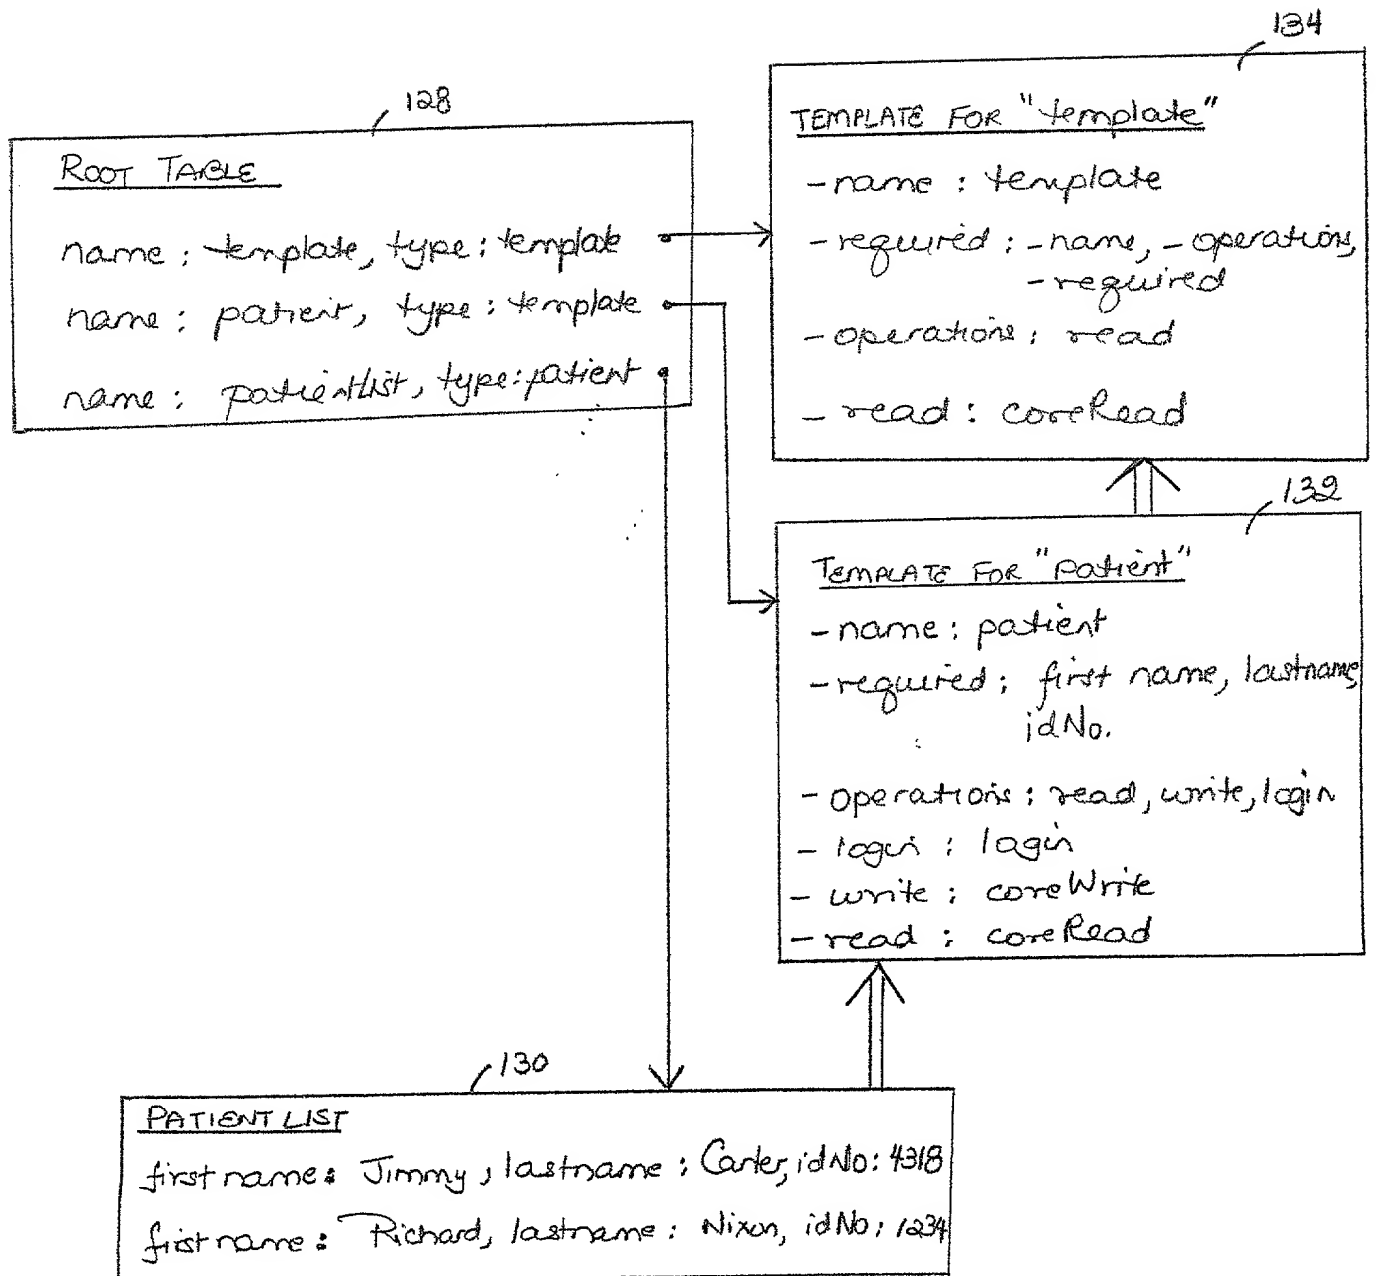 128
ROOT TABLE
name : template, type : template
name : patient, type : template
name : patientlist, type : patient
134
TEMPLATE FOR "template"
- name : template
- required : - name, - operations,
- required
- operations : read
- read : coreRead
132
TEMPLATE FOR "patient"
- name : patient
- required : first name, lastname,
idNo.
- operations : read, write, login
- login : login
- write : coreWrite
- read : coreRead
130
PATIENT LIST
first name : Jimmy, lastname : Carter, idNo : 4318
first name : Richard, lastname : Nixon, idNo : 1234